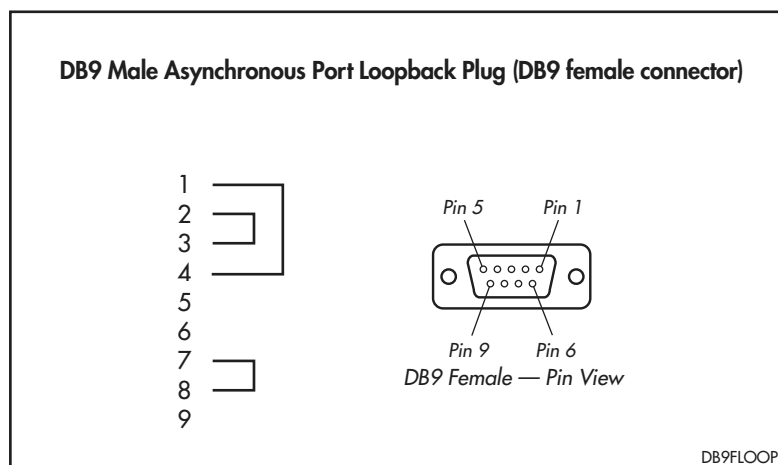 DB9 Male Asynchronous Port Loopback Plug (DB9 female connector)
1
2
3
4
5
6
7
8
9
Pin 5 Pin 1
Pin 9 Pin 6
DB9 Female — Pin View
DB9FLOOP